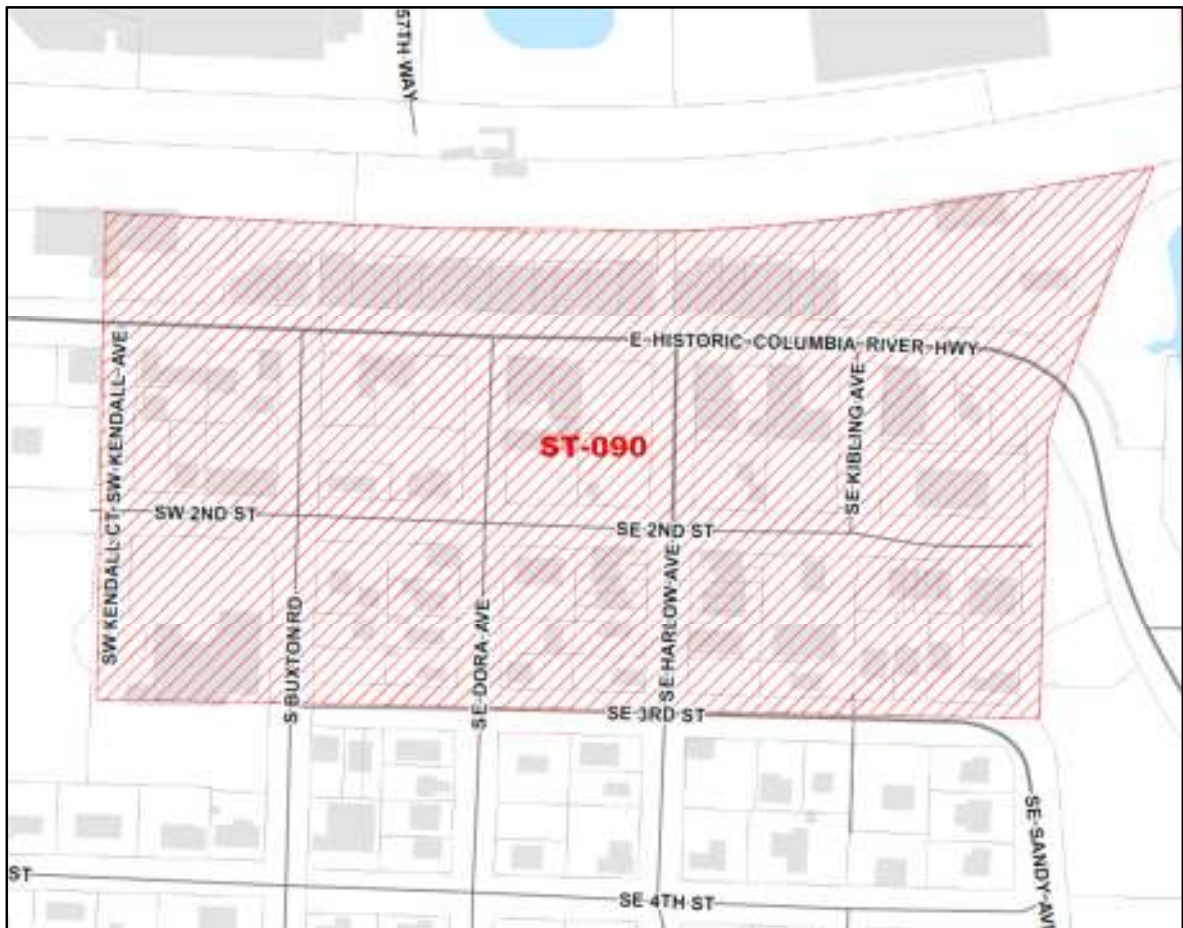 57TH WAY
E HISTORIC COLUMBIA RIVER HWY
SW KENDALL CT SW KENDALL AVE
SE KIBLING AVE
ST-090
SW 2ND ST
SE 2ND ST
S BUXTON RD
SE DORA AVE
SE HARLOW AVE
SE 3RD ST
SE SANDY AVE
ST
SE 4TH ST